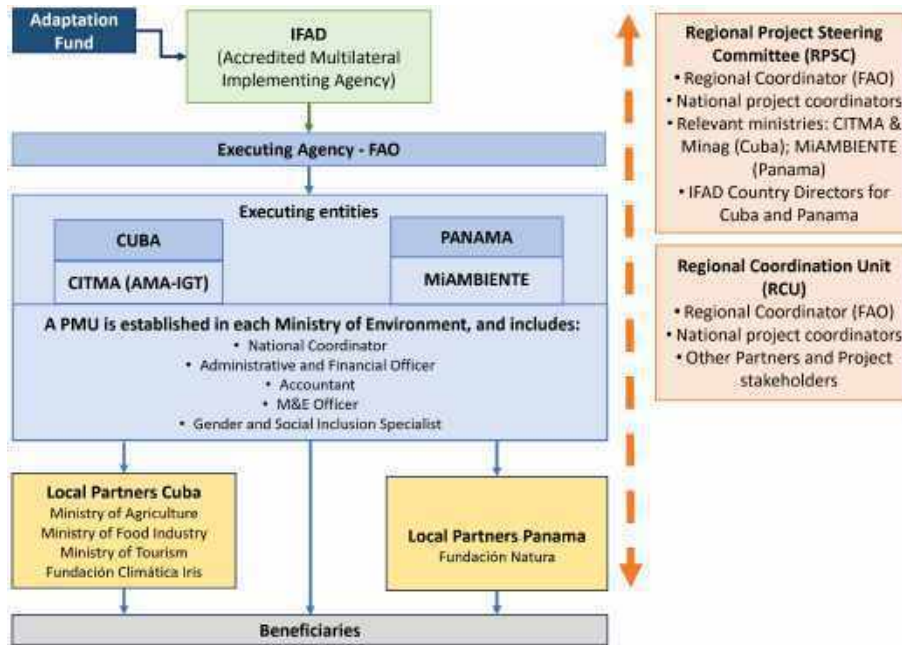 Adaptation
Fund
IFAD
(Accredited Multilateral
Implementing Agency)
Executing Agency - FAO
Executing entities
CUBA
CITMA (AMA-IGT)
PANAMA
MiAMBIENTE
A PMU is established in each Ministry of Environment, and includes:
• National Coordinator
• Administrative and Financial Officer
• Accountant
• M&E Officer
• Gender and Social Inclusion Specialist
Local Partners Cuba
Ministry of Agriculture
Ministry of Food Industry
Ministry of Tourism
Fundación Climática Iris
Local Partners Panama
Fundación Natura
Beneficiaries
Regional Project Steering
Committee (RPSC)
• Regional Coordinator (FAO)
• National project coordinators
• Relevant ministries: CITMA &
Minag (Cuba); MiAMBIENTE
(Panama)
• IFAD Country Directors for
Cuba and Panama
Regional Coordination Unit
(RCU)
• Regional Coordinator (FAO)
• National project coordinators
• Other Partners and Project
stakeholders